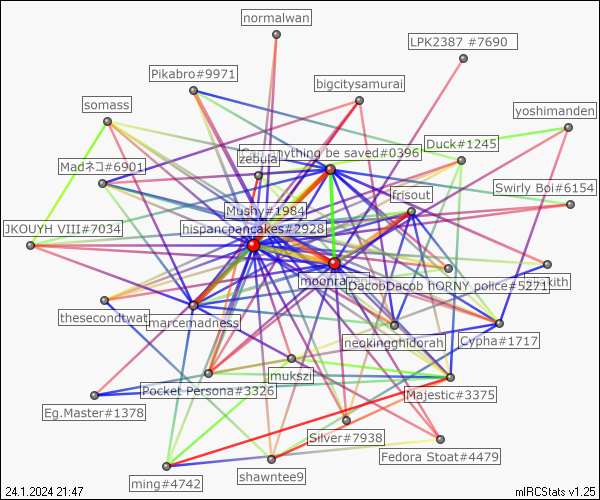 normalwan
LPK2387 #7690
Pikabro#9971
bigcitysamurai
somass
yoshimanden
Duck#1245
Can anything be saved#0396
zebula
Madネコ#6901
Swirly Boi#6154
frisout
Mushy#1984
JKOUYH VIII#7034
hispancpancakes#2928
moonra
DacobDacob hORNY police#5271
kith
thesecondtwat
marcemadness
neokingghidorah
Cypha#1717
mukszi
Pocket Persona#3326
Majestic#3375
Eg.Master#1378
Silver#7938
Fedora Stoat#4479
ming#4742
shawntee9
24.1.2024 21:47
mIRCStats v1.25